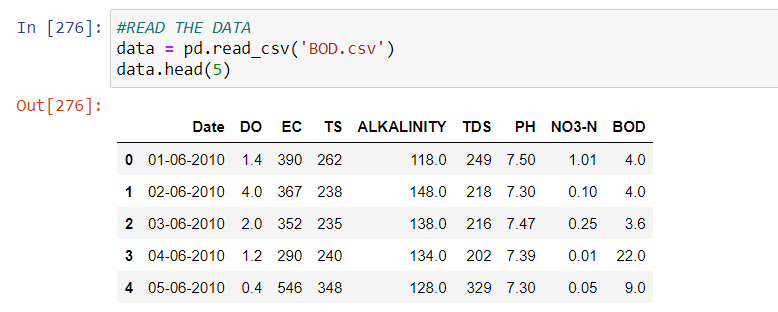 In [276]: #READ THE DATA
data = pd.read_csv('BOD.csv')
data.head(5)
Out[276]:
Date DO EC TS ALKALINITY TDS PH NO3-N BOD
0 01-06-2010 1.4 390 262 118.0 249 7.50 1.01 4.0
1 02-06-2010 4.0 367 238 148.0 218 7.30 0.10 4.0
2 03-06-2010 2.0 352 235 138.0 216 7.47 0.25 3.6
3 04-06-2010 1.2 290 240 134.0 202 7.39 0.01 22.0
4 05-06-2010 0.4 546 348 128.0 329 7.30 0.05 9.0